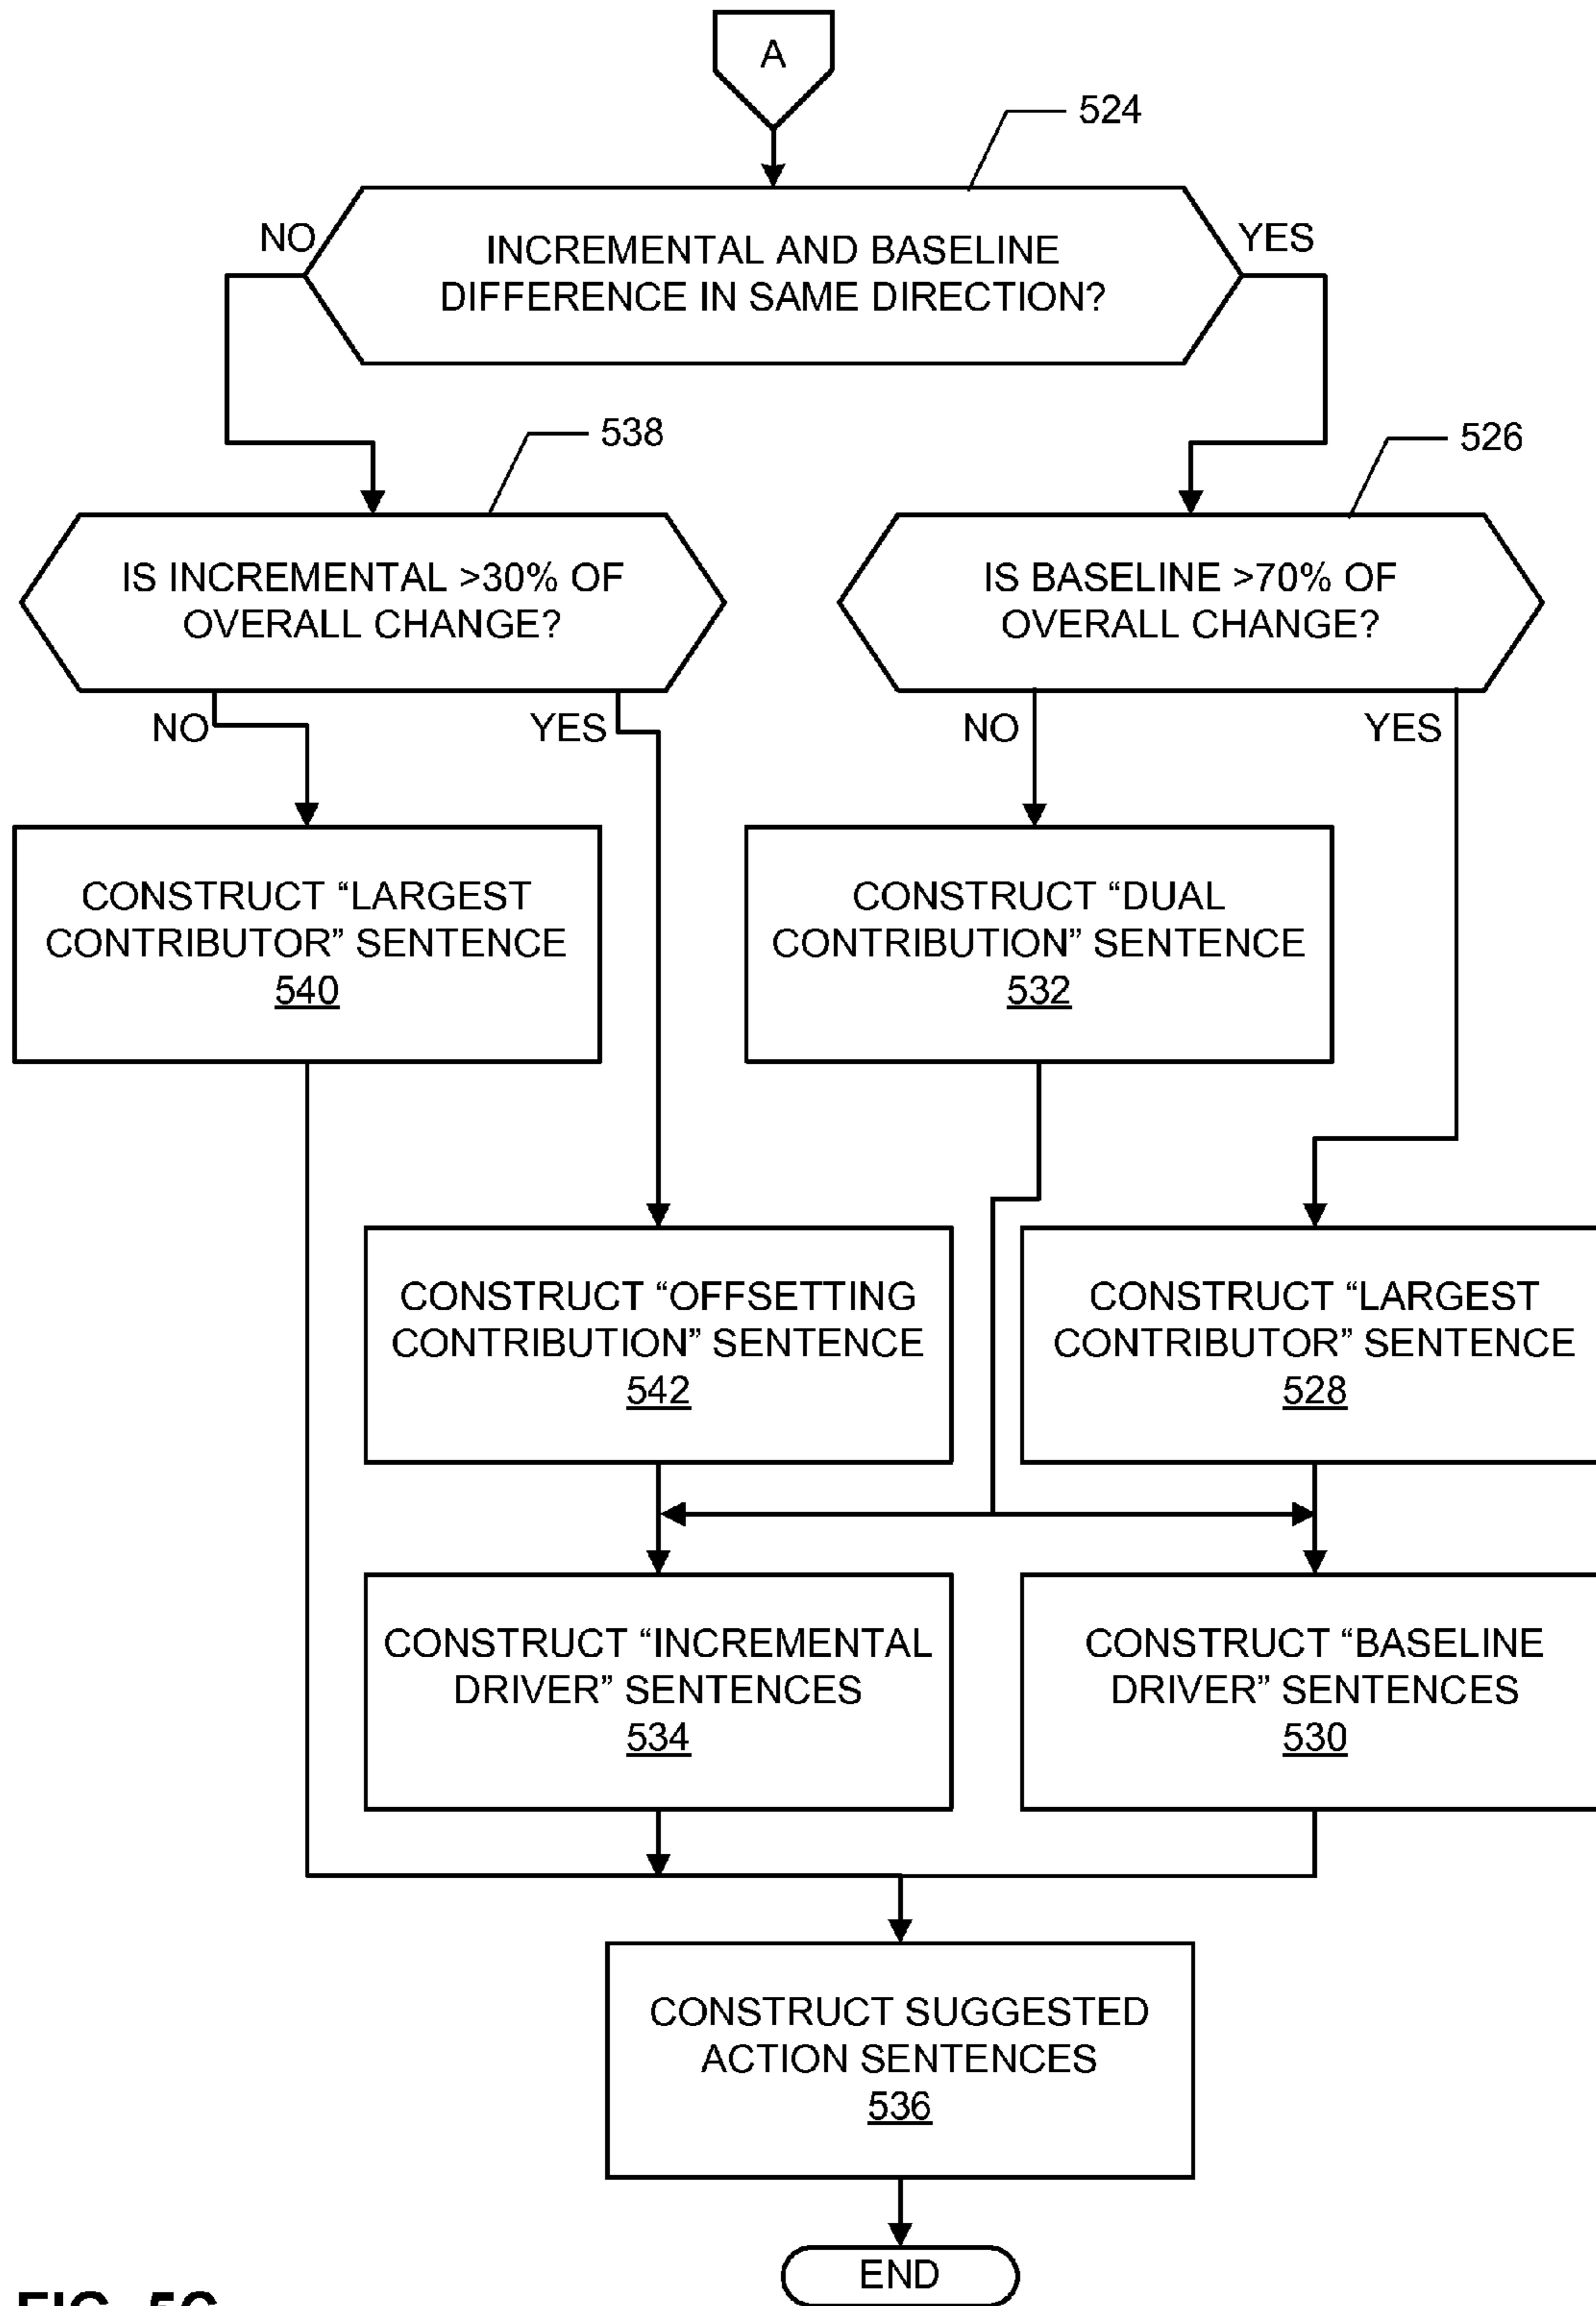 A
524
NO
YES
INCREMENTAL AND BASELINE
DIFFERENCE IN SAME DIRECTION?
538
526
IS INCREMENTAL >30% OF
OVERALL CHANGE?
IS BASELINE >70% OF
OVERALL CHANGE?
NO
YES
NO
YES
CONSTRUCT “LARGEST
CONTRIBUTOR” SENTENCE
540
CONSTRUCT “DUAL
CONTRIBUTION” SENTENCE
532
CONSTRUCT “OFFSETTING
CONTRIBUTION” SENTENCE
542
CONSTRUCT “LARGEST
CONTRIBUTOR” SENTENCE
528
CONSTRUCT “INCREMENTAL
DRIVER” SENTENCES
534
CONSTRUCT “BASELINE
DRIVER” SENTENCES
530
CONSTRUCT SUGGESTED
ACTION SENTENCES
536
END
FIG. 5C